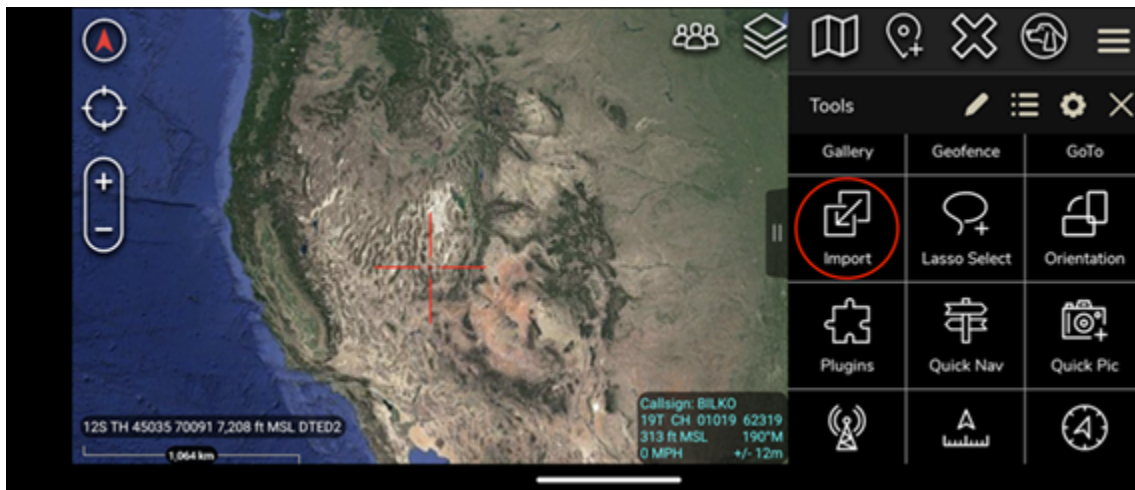 Tools
Gallery Geofence GoTo
Import Lasso Select Orientation
Plugins Quick Nav Quick Pic
12S TH 45035 70091 7,208 ft MSL DTED2
1,064 km
Callsign: BILKO
19T CH 01019 62319
313 ft MSL 190°M
0 MPH +/- 12m